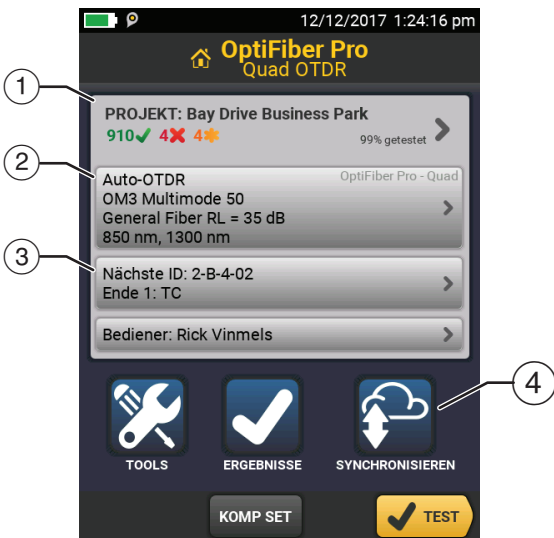 12/12/2017 1:24:16 pm
OptiFiber Pro
Quad OTDR
1
PROJEKT: Bay Drive Business Park
910 4 4
99% getestet
2
Auto-OTDR
OptiFiber Pro - Quad
OM3 Multimode 50
General Fiber RL = 35 dB
850 nm, 1300 nm
3
Nächste ID: 2-B-4-02
Ende 1: TC
Bediener: Rick Vinmels
4
TOOLS
ERGEBNISSE
SYNCHRONISIEREN
KOMP SET
TEST